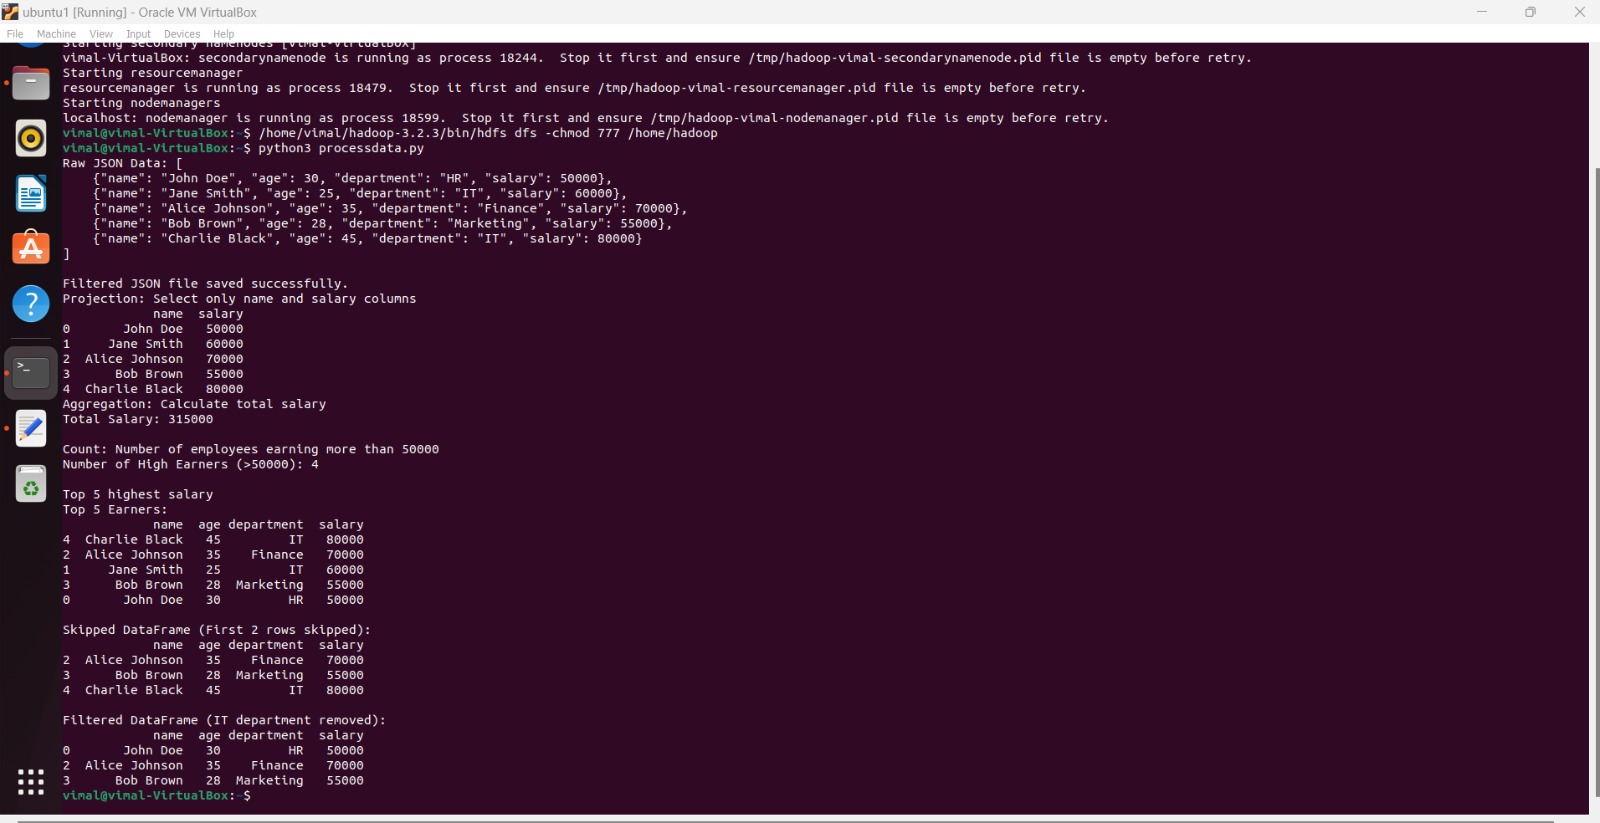 ubuntu1 [Running] - Oracle VM VirtualBox
File Machine View Input Devices Help
Starting secondary namenodes [vimal-VirtualBox]
vimal-VirtualBox: secondarynamenode is running as process 18244.  Stop it first and ensure /tmp/hadoop-vimal-secondarynamenode.pid file is empty before retry.
Starting resourcemanager
resourcemanager is running as process 18479.  Stop it first and ensure /tmp/hadoop-vimal-resourcemanager.pid file is empty before retry.
Starting nodemanagers
localhost: nodemanager is running as process 18599.  Stop it first and ensure /tmp/hadoop-vimal-nodemanager.pid file is empty before retry.
vimal@vimal-VirtualBox:~$ /home/vimal/hadoop-3.2.3/bin/hdfs dfs -chmod 777 /home/hadoop
vimal@vimal-VirtualBox:~$ python3 processdata.py
Raw JSON Data: [
    {"name": "John Doe", "age": 30, "department": "HR", "salary": 50000},
    {"name": "Jane Smith", "age": 25, "department": "IT", "salary": 60000},
    {"name": "Alice Johnson", "age": 35, "department": "Finance", "salary": 70000},
    {"name": "Bob Brown", "age": 28, "department": "Marketing", "salary": 55000},
    {"name": "Charlie Black", "age": 45, "department": "IT", "salary": 80000}
]
Filtered JSON file saved successfully.
Projection: Select only name and salary columns
            name  salary
0       John Doe   50000
1     Jane Smith   60000
2  Alice Johnson   70000
3      Bob Brown   55000
4  Charlie Black   80000
Aggregation: Calculate total salary
Total Salary: 315000
Count: Number of employees earning more than 50000
Number of High Earners (>50000): 4
Top 5 highest salary
Top 5 Earners:
            name  age department  salary
4  Charlie Black   45         IT   80000
2  Alice Johnson   35    Finance   70000
1     Jane Smith   25         IT   60000
3      Bob Brown   28  Marketing   55000
0       John Doe   30         HR   50000
Skipped DataFrame (First 2 rows skipped):
            name  age department  salary
2  Alice Johnson   35    Finance   70000
3      Bob Brown   28  Marketing   55000
4  Charlie Black   45         IT   80000
Filtered DataFrame (IT department removed):
            name  age department  salary
0       John Doe   30         HR   50000
2  Alice Johnson   35    Finance   70000
3      Bob Brown   28  Marketing   55000
vimal@vimal-VirtualBox:~$